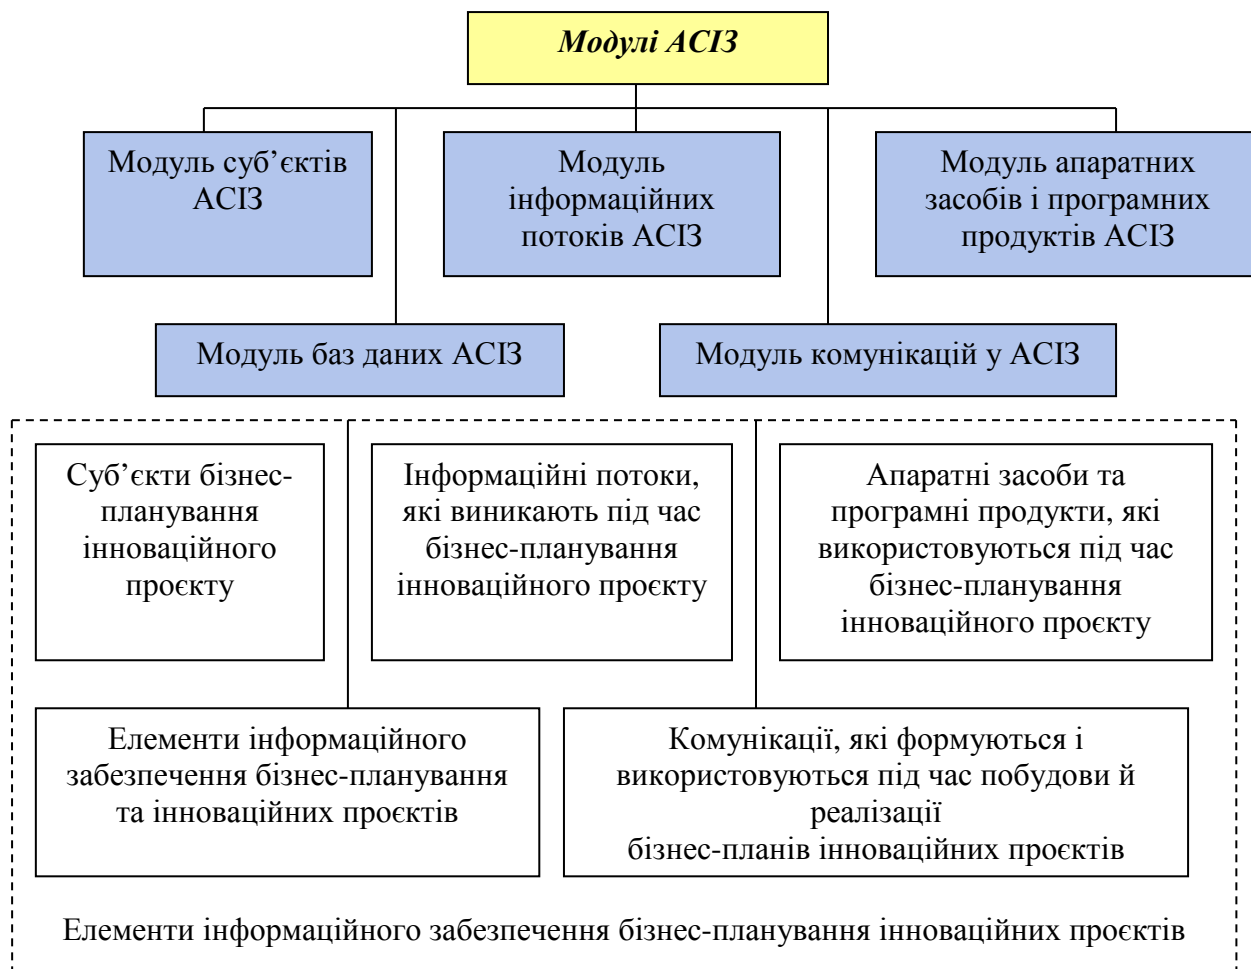 Модулі АСІЗ
Модуль суб’єктів
АСІЗ
Модуль
інформаційних
потоків АСІЗ
Модуль апаратних
засобів і програмних
продуктів АСІЗ
Модуль баз даних АСІЗ
Модуль комунікацій у АСІЗ
Суб’єкти бізнес-
планування
інноваційного
проєкту
Інформаційні потоки,
які виникають під час
бізнес-планування
інноваційного проєкту
Апаратні засоби та
програмні продукти, які
використовуються під час
бізнес-планування
інноваційного проєкту
Елементи інформаційного
забезпечення бізнес-планування
та інноваційних проєктів
Комунікації, які формуються і
використовуються під час побудови й
реалізації
бізнес-планів інноваційних проєктів
Елементи інформаційного забезпечення бізнес-планування інноваційних проєктів